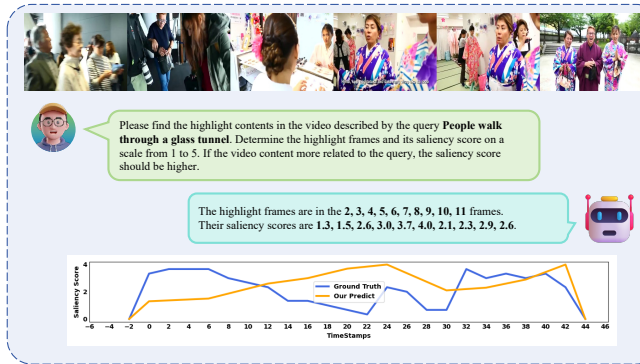 Please find the highlight contents in the video described by the query People walk
through a glass tunnel. Determine the highlight frames and its saliency score on a
scale from 1 to 5. If the video content more related to the query, the saliency score
should be higher.
The highlight frames are in the 2, 3, 4, 5, 6, 7, 8, 9, 10, 11 frames.
Their saliency scores are 1.3, 1.5, 2.6, 3.0, 3.7, 4.0, 2.1, 2.3, 2.9, 2.6.
Saliency Score
4
2
0
Ground Truth
Our Predict
−6 −4 −2 0 2 4 6 8 10 12 14 16 18 20 22 24 26 28 30 32 34 36 38 40 42 44 46
TimeStamps